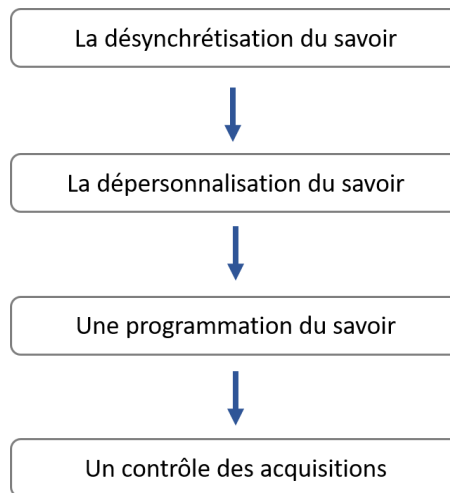 La désynchrétisation du savoir
La dépersonnalisation du savoir
Une programmation du savoir
Un contrôle des acquisitions